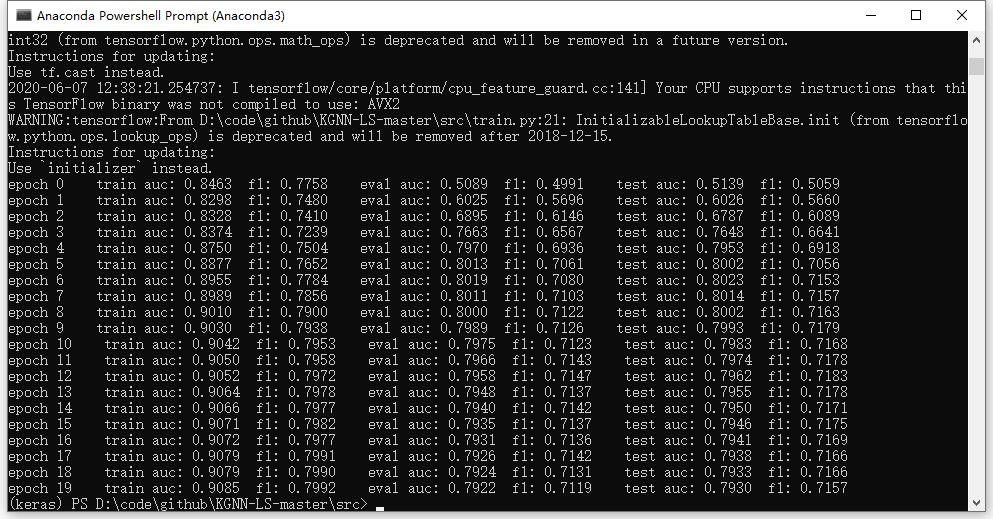 Anaconda Powershell Prompt (Anaconda3)
int32 (from tensorflow.python.ops.math_ops) is deprecated and will be removed in a future version.
Instructions for updating:
Use tf.cast instead.
2020-06-07 12:38:21.254737: I tensorflow/core/platform/cpu_feature_guard.cc:141] Your CPU supports instructions that thi
s TensorFlow binary was not compiled to use: AVX2
WARNING:tensorflow:From D:\code\github\KGNN-LS-master\src\train.py:21: InitializableLookupTableBase.init (from tensorflo
w.python.ops.lookup_ops) is deprecated and will be removed after 2018-12-15.
Instructions for updating:
Use `initializer` instead.
epoch 0    train auc: 0.8463  f1: 0.7758    eval auc: 0.5089  f1: 0.4991    test auc: 0.5139  f1: 0.5059
epoch 1    train auc: 0.8298  f1: 0.7480    eval auc: 0.6025  f1: 0.5696    test auc: 0.6026  f1: 0.5660
epoch 2    train auc: 0.8328  f1: 0.7410    eval auc: 0.6895  f1: 0.6146    test auc: 0.6787  f1: 0.6089
epoch 3    train auc: 0.8374  f1: 0.7239    eval auc: 0.7663  f1: 0.6567    test auc: 0.7648  f1: 0.6641
epoch 4    train auc: 0.8750  f1: 0.7504    eval auc: 0.7970  f1: 0.6936    test auc: 0.7953  f1: 0.6918
epoch 5    train auc: 0.8877  f1: 0.7652    eval auc: 0.8013  f1: 0.7061    test auc: 0.8002  f1: 0.7056
epoch 6    train auc: 0.8955  f1: 0.7784    eval auc: 0.8019  f1: 0.7080    test auc: 0.8023  f1: 0.7153
epoch 7    train auc: 0.8989  f1: 0.7856    eval auc: 0.8011  f1: 0.7103    test auc: 0.8014  f1: 0.7157
epoch 8    train auc: 0.9010  f1: 0.7900    eval auc: 0.8000  f1: 0.7122    test auc: 0.8002  f1: 0.7163
epoch 9    train auc: 0.9030  f1: 0.7938    eval auc: 0.7989  f1: 0.7126    test auc: 0.7993  f1: 0.7179
epoch 10    train auc: 0.9042  f1: 0.7953    eval auc: 0.7975  f1: 0.7123    test auc: 0.7983  f1: 0.7168
epoch 11    train auc: 0.9050  f1: 0.7958    eval auc: 0.7966  f1: 0.7143    test auc: 0.7974  f1: 0.7178
epoch 12    train auc: 0.9052  f1: 0.7972    eval auc: 0.7958  f1: 0.7147    test auc: 0.7962  f1: 0.7183
epoch 13    train auc: 0.9064  f1: 0.7978    eval auc: 0.7948  f1: 0.7137    test auc: 0.7955  f1: 0.7178
epoch 14    train auc: 0.9066  f1: 0.7977    eval auc: 0.7940  f1: 0.7142    test auc: 0.7950  f1: 0.7171
epoch 15    train auc: 0.9071  f1: 0.7982    eval auc: 0.7935  f1: 0.7137    test auc: 0.7946  f1: 0.7175
epoch 16    train auc: 0.9072  f1: 0.7977    eval auc: 0.7931  f1: 0.7136    test auc: 0.7941  f1: 0.7169
epoch 17    train auc: 0.9079  f1: 0.7991    eval auc: 0.7926  f1: 0.7142    test auc: 0.7938  f1: 0.7166
epoch 18    train auc: 0.9079  f1: 0.7990    eval auc: 0.7924  f1: 0.7131    test auc: 0.7933  f1: 0.7166
epoch 19    train auc: 0.9085  f1: 0.7992    eval auc: 0.7922  f1: 0.7119    test auc: 0.7930  f1: 0.7157
(keras) PS D:\code\github\KGNN-LS-master\src>